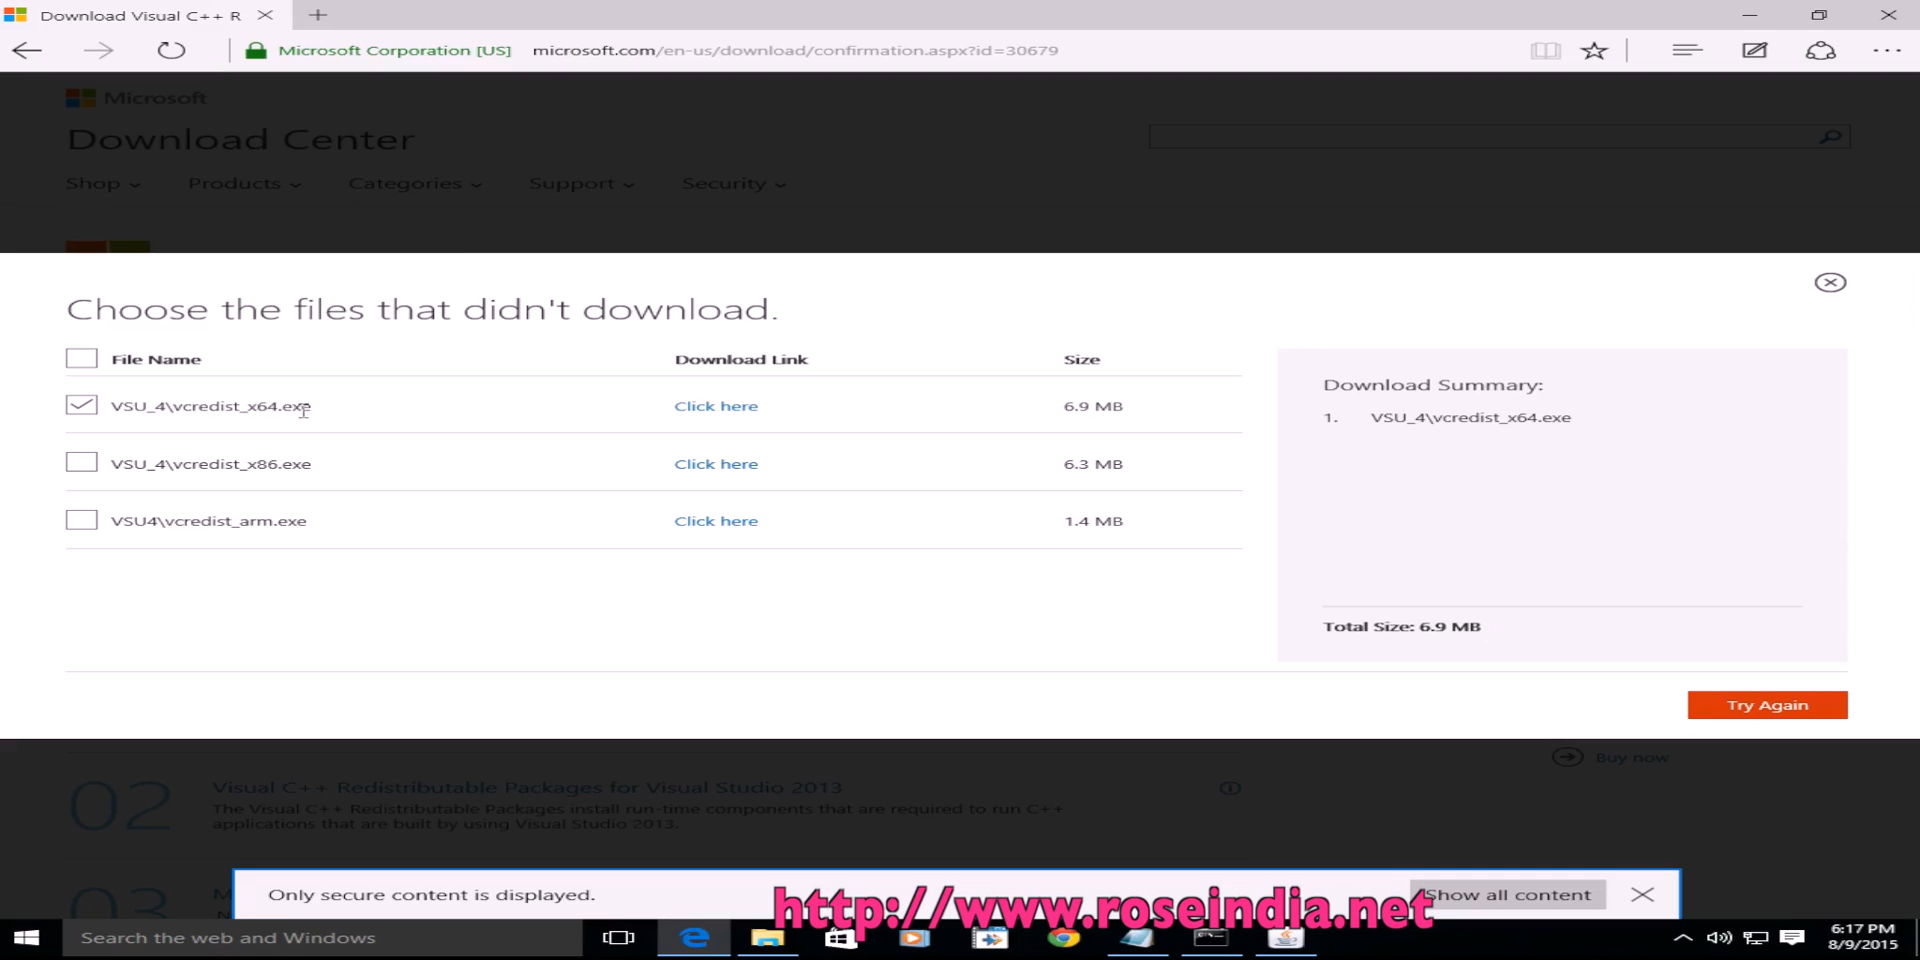 Download Visual C++ R
Microsoft Corporation [US] microsoft.com/en-us/download/confirmation.aspx?id=30679
Microsoft
Download Center
Shop Products Categories Support Security
Choose the files that didn't download.
File Name Download Link Size
VSU_4\vcredist_x64.exe Click here 6.9 MB
VSU_4\vcredist_x86.exe Click here 6.3 MB
VSU4\vcredist_arm.exe Click here 1.4 MB
Download Summary:
1. VSU_4\vcredist_x64.exe
Total Size: 6.9 MB
Try Again
Buy now
02 Visual C++ Redistributable Packages for Visual Studio 2013
The Visual C++ Redistributable Packages install run-time components that are required to run C++
applications that are built by using Visual Studio 2013.
03
Only secure content is displayed. Show all content
http://www.roseindia.net
Search the web and Windows
6:17 PM
8/9/2015